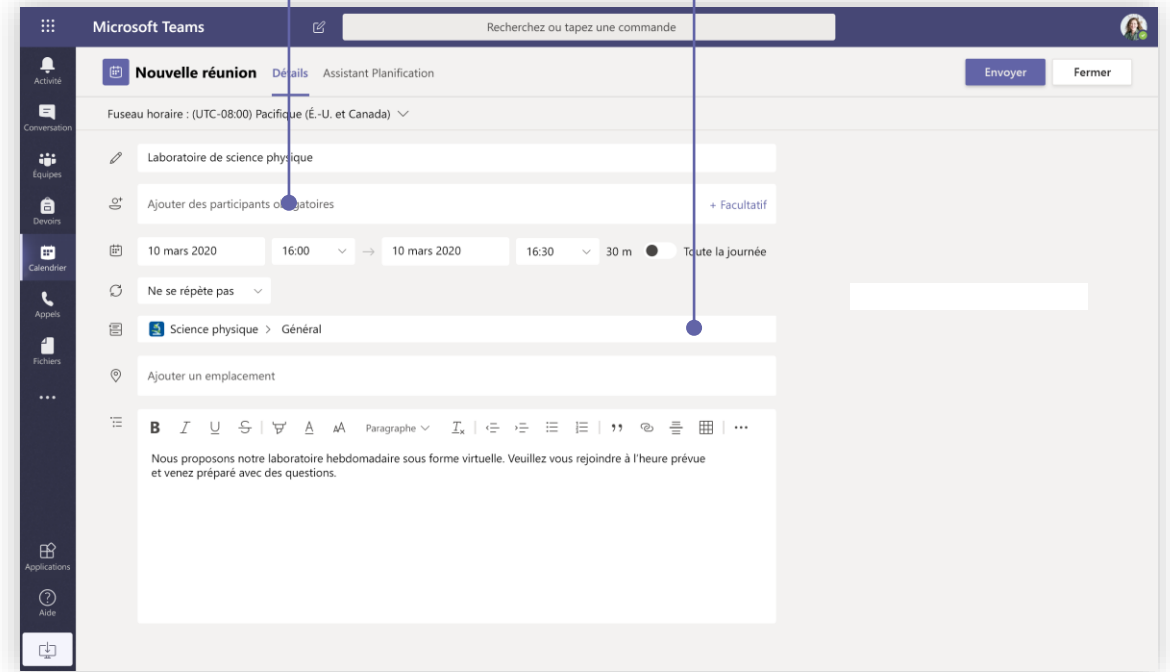 Microsoft Teams
Recherchez ou tapez une commande
Activité
Conversation
Équipes
Devoirs
Calendrier
Appels
Fichiers
Applications
Aide
Nouvelle réunion Détails Assistant Planification
Envoyer Fermer
Fuseau horaire : (UTC-08:00) Pacifique (É.-U. et Canada)
Laboratoire de science physique
Ajouter des participants obligatoires
+ Facultatif
10 mars 2020 16:00 → 10 mars 2020 16:30 30 m Toute la journée
Ne se répète pas
Science physique > Général
Ajouter un emplacement
B I U S A AA Paragraphe Tx
Nous proposons notre laboratoire hebdomadaire sous forme virtuelle. Veuillez vous rejoindre à l'heure prévue
et venez préparé avec des questions.